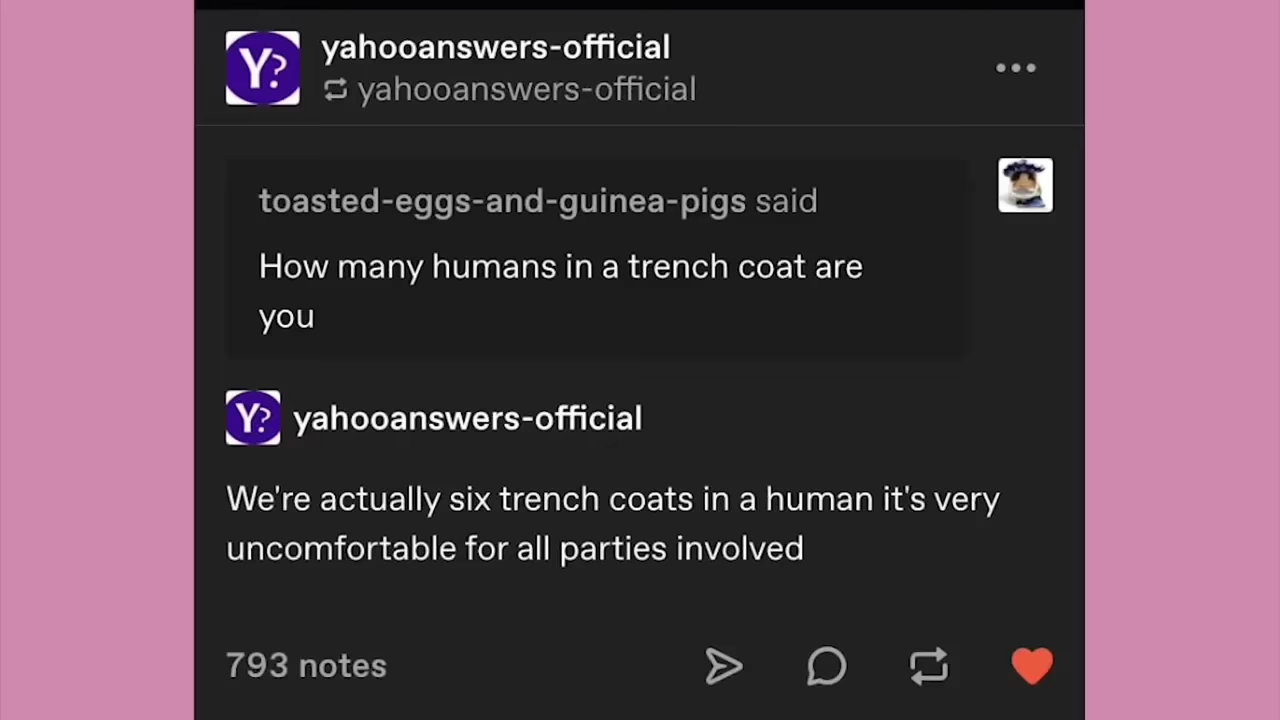 Y?
yahooanswers-official
yahooanswers-official
toasted-eggs-and-guinea-pigs said
How many humans in a trench coat are
you
Y?
yahooanswers-official
We're actually six trench coats in a human it's very
uncomfortable for all parties involved
793 notes